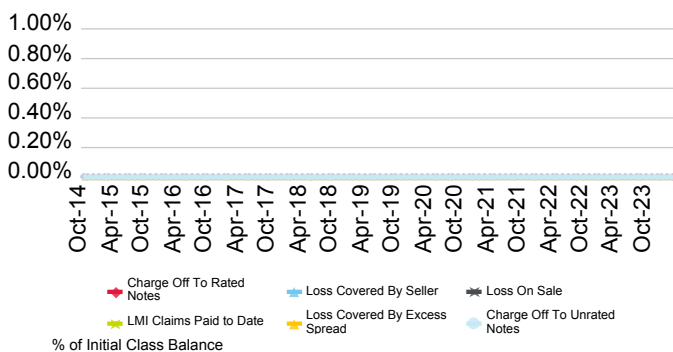 1.00%
0.80%
0.60%
0.40%
0.20%
0.00%
Oct-14
Apr-15
Oct-15
Apr-16
Oct-16
Apr-17
Oct-17
Apr-18
Oct-18
Apr-19
Oct-19
Apr-20
Oct-20
Apr-21
Oct-21
Apr-22
Oct-22
Apr-23
Oct-23
Charge Off To Rated
Notes
Loss Covered By Seller
Loss On Sale
LMI Claims Paid to Date
Loss Covered By Excess
Spread
Charge Off To Unrated
Notes
% of Initial Class Balance